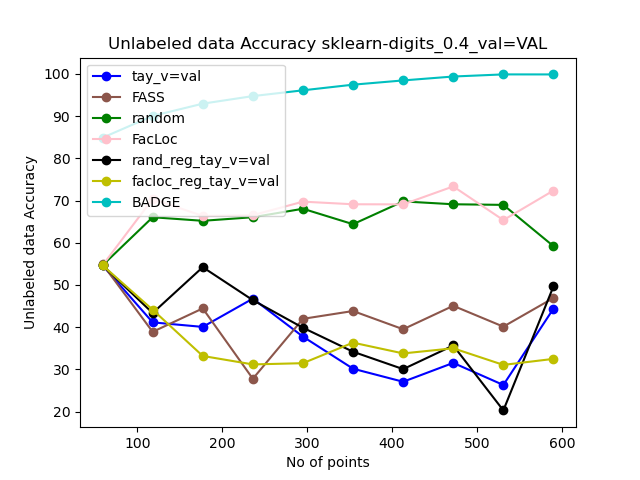 Unlabeled data Accuracy sklearn-digits_0.4_val=VAL
tay_v=val
FASS
random
FacLoc
rand_reg_tay_v=val
facloc_reg_tay_v=val
BADGE
Unlabeled data Accuracy
100
90
80
70
60
50
40
30
20
100 200 300 400 500 600
No of points